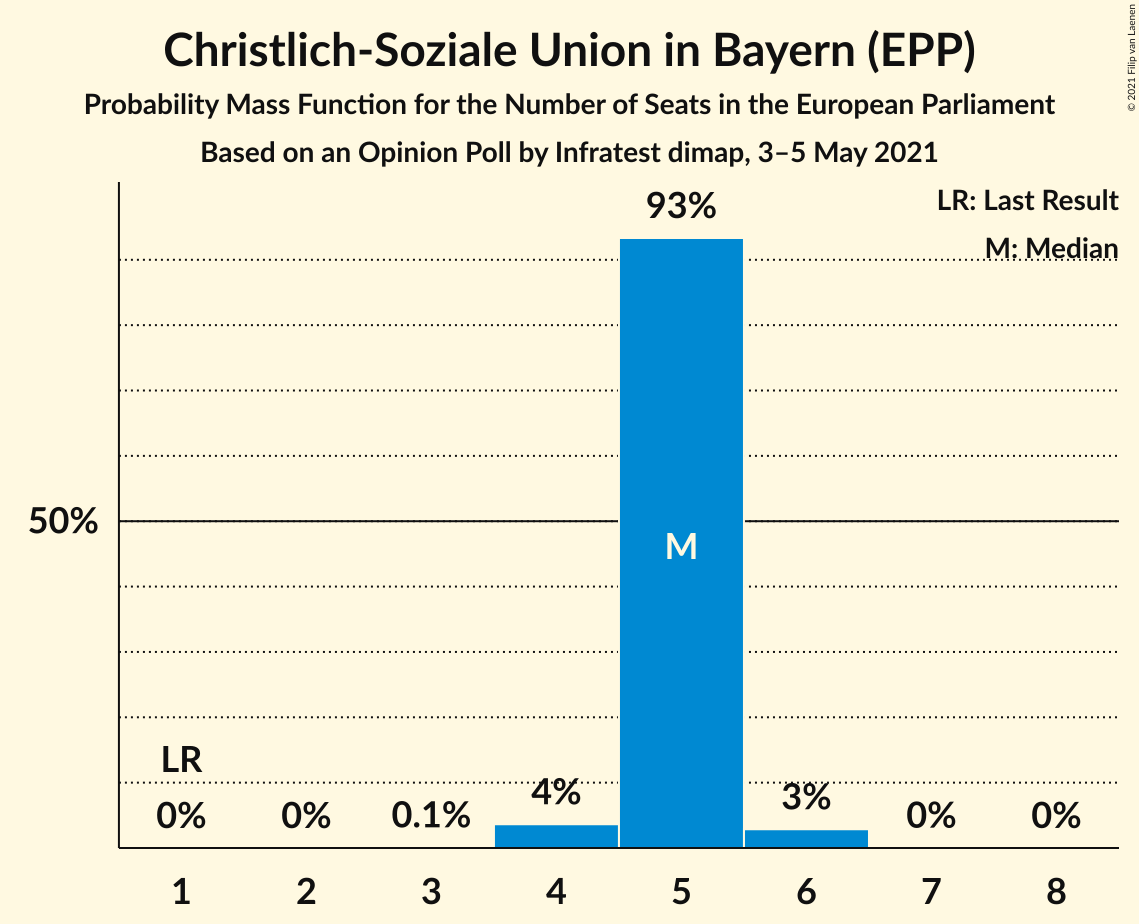 Christlich-Soziale Union in Bayern (EPP)
Probability Mass Function for the Number of Seats in the European Parliament
Based on an Opinion Poll by Infratest dimap, 3–5 May 2021
© 2021 Filip van Laenen
LR: Last Result
M: Median
93%
50%
M
LR
0%
0%
0.1%
4%
3%
0%
0%
1 2 3 4 5 6 7 8